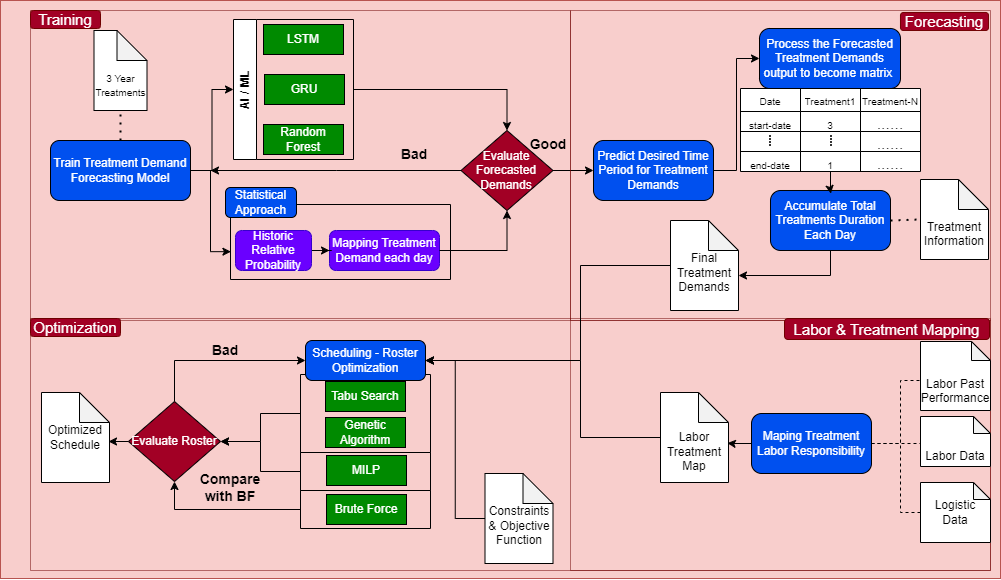 Training
3 Year
Treatments
Train Treatment Demand
Forecasting Model
AI / ML
LSTM
GRU
Random
Forest
Bad
Evaluate
Forecasted
Demands
Good
Statistical
Approach
Historic
Relative
Probability
Mapping Treatment
Demand each day
Forecasting
Process the Forecasted
Treatment Demands
output to become matrix
Date Treatment1 Treatment-N
start-date 3 ......
⋮ ⋮ ......
end-date 1 ......
Predict Desired Time
Period for Treatment
Demands
Accumulate Total
Treatments Duration
Each Day
Treatment
Information
Final
Treatment
Demands
Optimization
Bad
Scheduling - Roster
Optimization
Tabu Search
Genetic
Algorithm
MILP
Brute Force
Optimized
Schedule
Evaluate Roster
Compare
with BF
Constraints
& Objective
Function
Labor & Treatment Mapping
Labor Past
Performance
Labor Data
Logistic
Data
Maping Treatment
Labor Responsibility
Labor
Treatment
Map